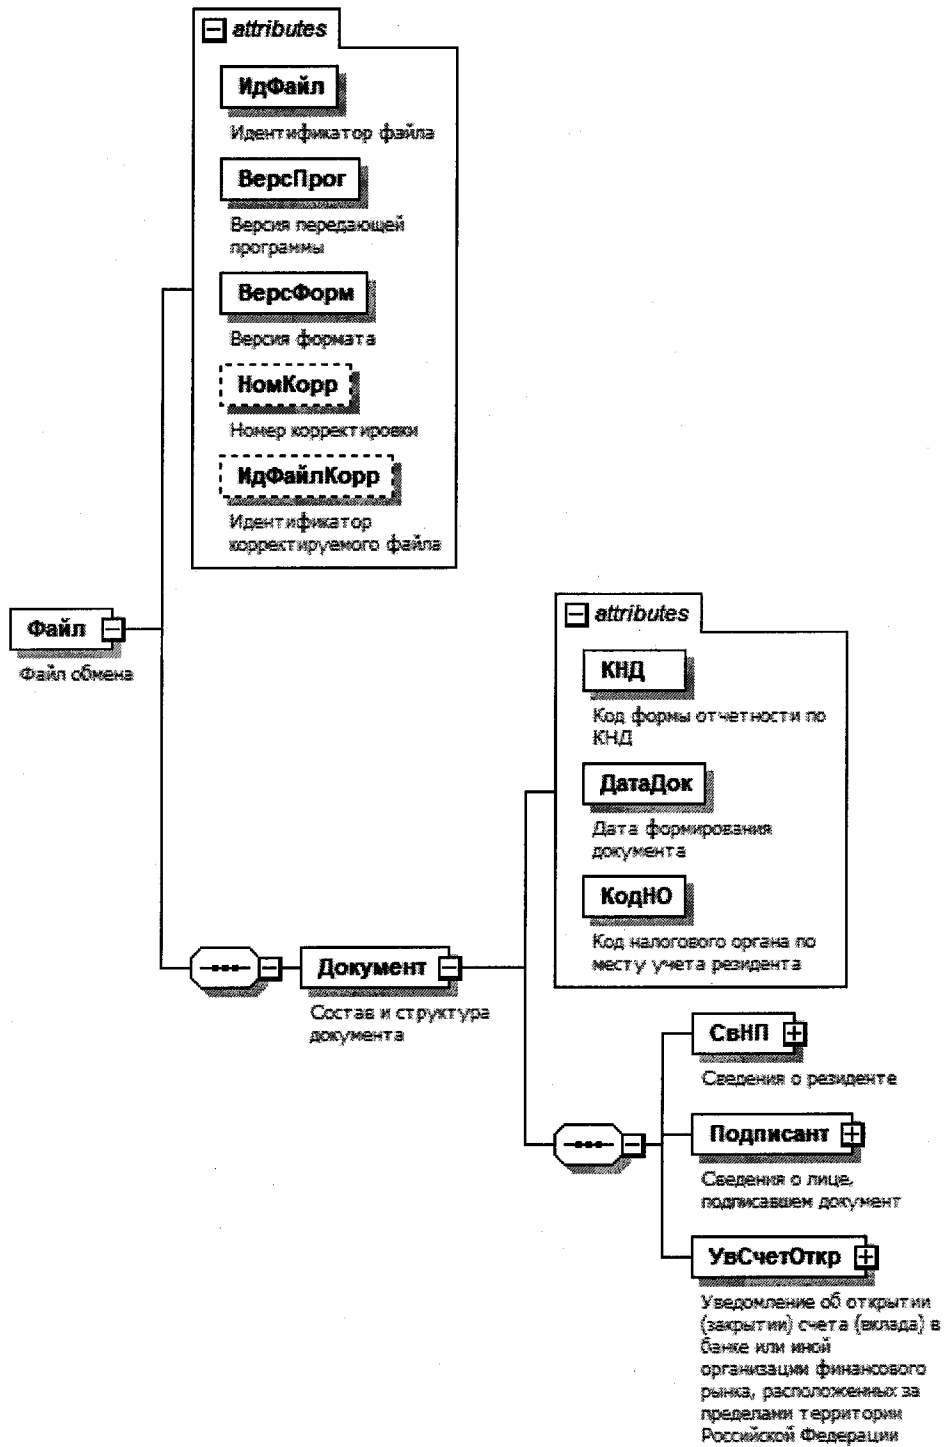 attributes
ИдФайл
Идентификатор файла
ВерсПрог
Версия передающей
программы
ВерсФорм
Версия формата
НомКорр
Номер корректировки
ИдФайлКорр
Идентификатор
корректируемого файла
Файл
Файл обмена
attributes
КНД
Код формы отчетности по
КНД
ДатаДок
Дата формирования
документа
КодНО
Код налогового органа по
месту учета резидента
Документ
Состав и структура
документа
СвНП
Сведения о резиденте
Подписант
Сведения о лице,
подписавшем документ
УвСчетОткр
Уведомление об открытии
(закрытии) счета (вклада) в
банке или иной
организации финансового
рынка, расположенных за
пределами территории
Российской Федерации